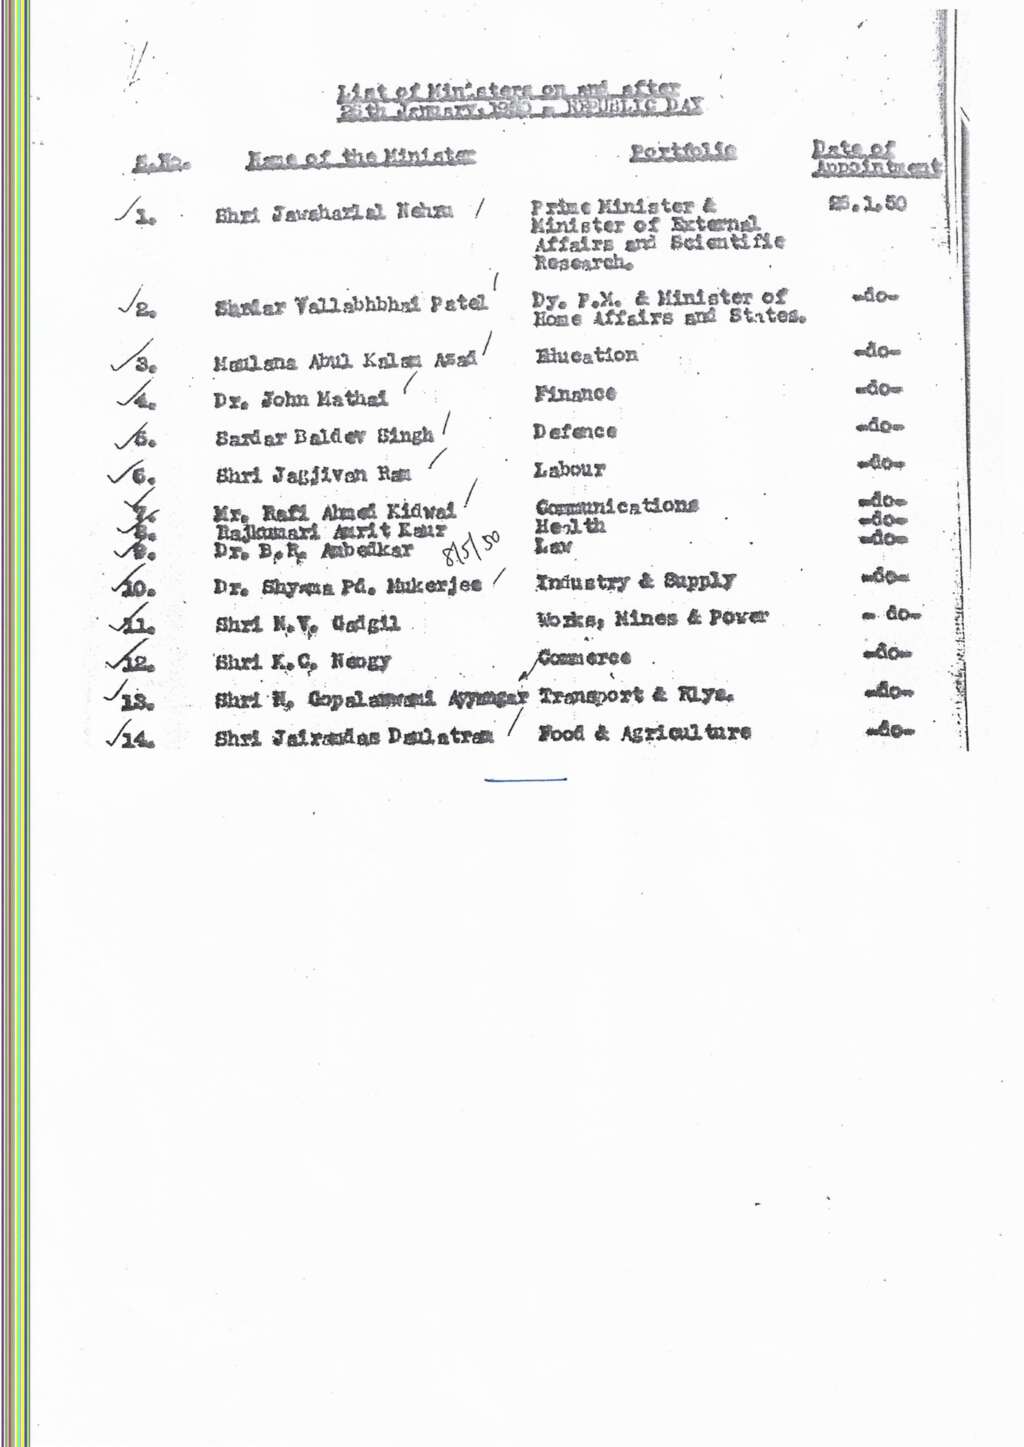 List of Ministers on and after
26th January, 1950 - REPUBLIC DAY
S.No. Name of the Minister Portfolio Date of Appointment
1. Shri Jawaharlal Nehru Prime Minister & 26.1.50
Minister of External
Affairs and Scientific
Research.
2. Sardar Vallabhbhai Patel Dy. P.M. & Minister of -do-
Home Affairs and States.
3. Maulana Abul Kalam Azad Education -do-
4. Dr. John Mathai Finance -do-
5. Sardar Baldev Singh Defence -do-
6. Shri Jagjivan Ram Labour -do-
7. Mr. Rafi Ahmed Kidwai Communications -do-
8. Rajkumari Amrit Kaur Health -do-
9. Dr. B.R. Ambedkar 8/5/50 Law -do-
10. Dr. Shyama Pd. Mukerjee Industry & Supply -do-
11. Shri N.V. Gadgil Works, Mines & Power - do-
12. Shri K.C. Neogy Commerce -do-
13. Shri N. Gopalaswami Ayyangar Transport & Rlys. -do-
14. Shri Jairamdas Daulatram Food & Agriculture -do-